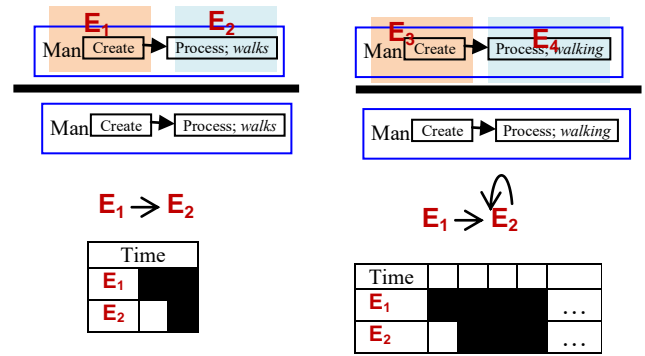 E1 E2
Man Create Process; walks
Man Create Process; walks
E1 → E2
Time
E1
E2
E3 E4
Man Create Process; walking
Man Create Process; walking
E1 → E2
Time
E1 …
E2 …